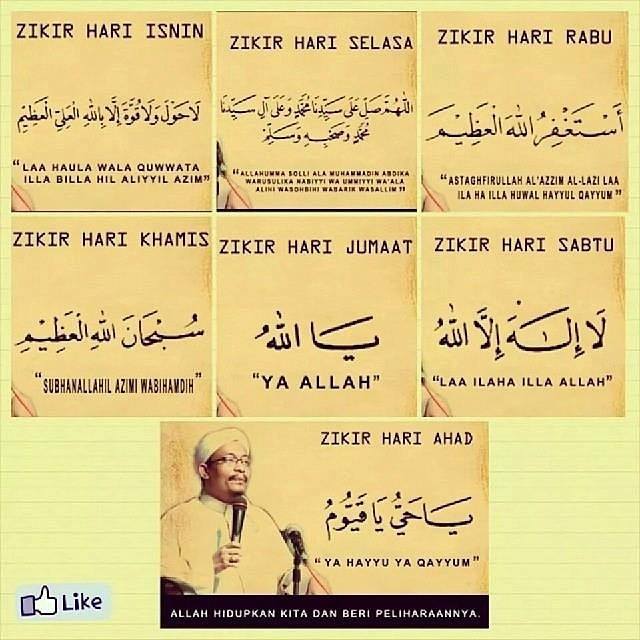 ZIKIR HARI ISNIN
لَا حَوْلَ وَلَا قُوَّةَ إِلَّا بِاللهِ الْعَلِيِّ الْعَظِيْمِ
"LAA HAULA WALA QUWWATA
ILLA BILLA HIL ALIYYIL AZIM"
ZIKIR HARI SELASA
اللَّهُمَّ صَلِّ عَلَى سَيِّدِنَا مُحَمَّدٍ وَعَلَى آلِ سَيِّدِنَا
مُحَمَّدٍ وَصَحْبِهِ وَسَلِّمْ
"ALLAHUMMA SOLLI ALA MUHAMMADIN ABDIKA
WARUSULIKA NABIYYI WA UMMIYYI WA'ALA
ALIHI WASOHBIHI WABARIK WASALLIM"
ZIKIR HARI RABU
أَسْتَغْفِرُ اللهَ الْعَظِيْمَ
"ASTAGHFIRULLAH AL'AZZIM AL-LAZI LAA
ILA HA ILLA HUWAL HAYYUL QAYYUM"
ZIKIR HARI KHAMIS
سُبْحَانَ اللهِ الْعَظِيْمِ
"SUBHANALLAHIL AZIMI WABIHAMDIH"
ZIKIR HARI JUMAAT
يَا اللهُ
"YA ALLAH"
ZIKIR HARI SABTU
لَا إِلَهَ إِلَّا اللهُ
"LAA ILAHA ILLA ALLAH"
ZIKIR HARI AHAD
يَا حَيُّ يَا قَيُّوْمُ
"YA HAYYU YA QAYYUM"
ALLAH HIDUPKAN KITA DAN BERI PELIHARAANNYA.
Like